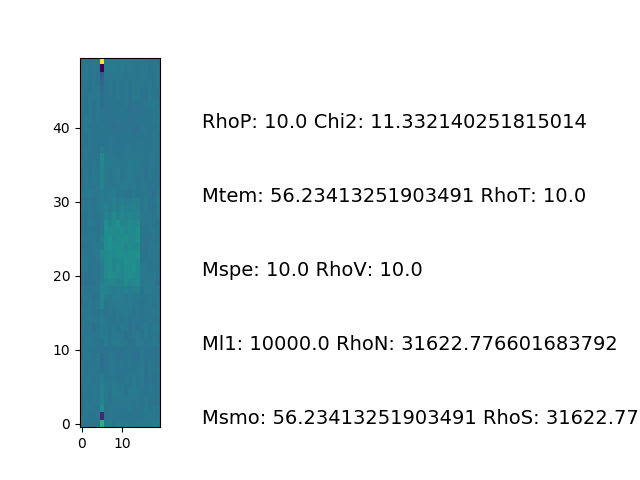 RhoP: 10.0 Chi2: 11.332140251815014
40
Mtem: 56.23413251903491 RhoT: 10.0
30
Mspe: 10.0 RhoV: 10.0
20
Ml1: 10000.0 RhoN: 31622.776601683792
10
Msmo: 56.23413251903491 RhoS: 31622.77
0
0 10